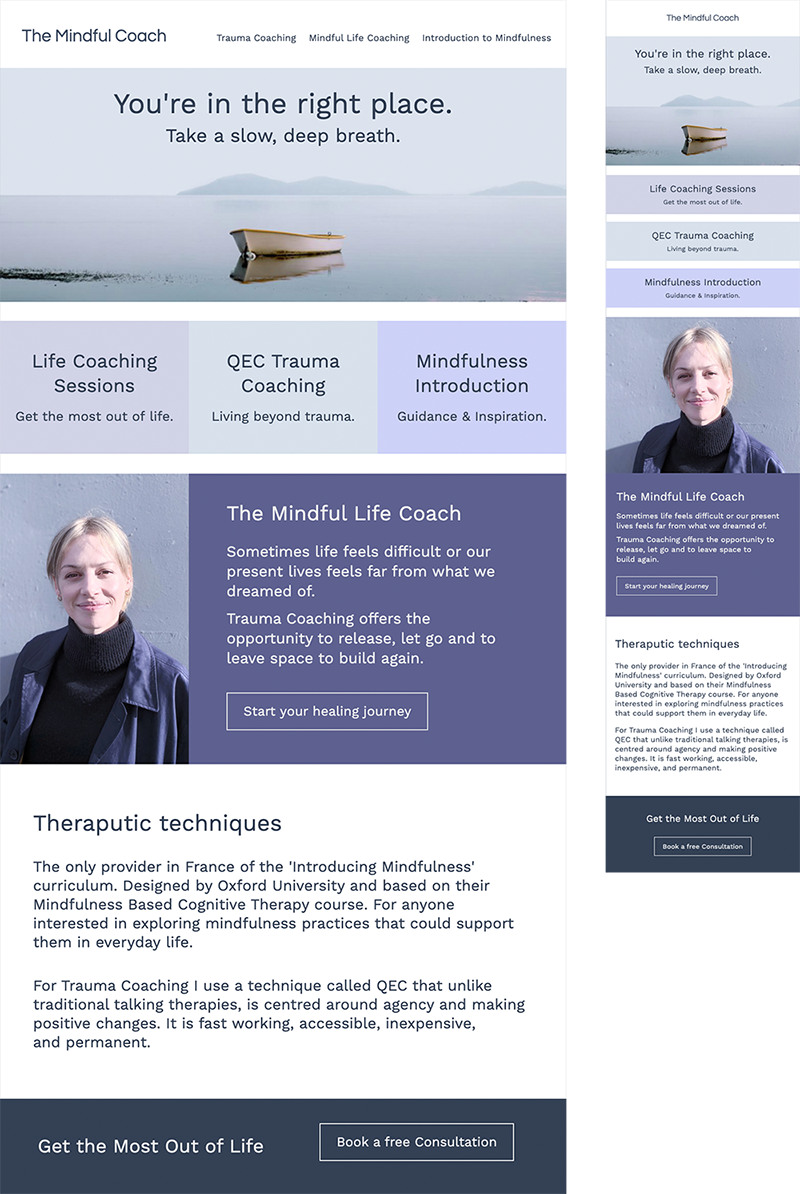 The Mindful Coach
Trauma Coaching Mindful Life Coaching Introduction to Mindfulness
You're in the right place.
Take a slow, deep breath.
Life Coaching
Sessions
Get the most out of life.
QEC Trauma
Coaching
Living beyond trauma.
Mindfulness
Introduction
Guidance & Inspiration.
The Mindful Life Coach
Sometimes life feels difficult or our
present lives feels far from what we
dreamed of.
Trauma Coaching offers the
opportunity to release, let go and to
leave space to build again.
Start your healing journey
Theraputic techniques
The only provider in France of the 'Introducing Mindfulness'
curriculum. Designed by Oxford University and based on their
Mindfulness Based Cognitive Therapy course. For anyone
interested in exploring mindfulness practices that could support
them in everyday life.
For Trauma Coaching I use a technique called QEC that unlike
traditional talking therapies, is centred around agency and making
positive changes. It is fast working, accessible, inexpensive,
and permanent.
Get the Most Out of Life
Book a free Consultation
The Mindful Coach
You're in the right place.
Take a slow, deep breath.
Life Coaching Sessions
Get the most out of life.
QEC Trauma Coaching
Living beyond trauma.
Mindfulness Introduction
Guidance & Inspiration.
The Mindful Life Coach
Sometimes life feels difficult or our present
lives feels far from what we dreamed of.
Trauma Coaching offers the opportunity to
release, let go and to leave space to
build again.
Start your healing journey
Theraputic techniques
The only provider in France of the 'Introducing
Mindfulness' curriculum. Designed by Oxford
University and based on their Mindfulness
Based Cognitive Therapy course. For anyone
interested in exploring mindfulness practices
that could support them in everyday life.
For Trauma Coaching I use a technique called
QEC that unlike traditional talking therapies, is
centred around agency and making positive
changes. It is fast working, accessible,
inexpensive, and permanent.
Get the Most Out of Life
Book a free Consultation